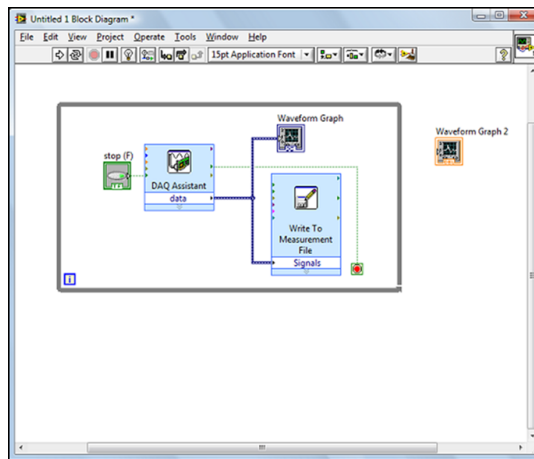 Untitled 1 Block Diagram *
File Edit View Project Operate Tools Window Help
15pt Application Font
Waveform Graph
Waveform Graph 2
stop (F)
TF
DAQ Assistant
data
Write To
Measurement
File
Signals
i